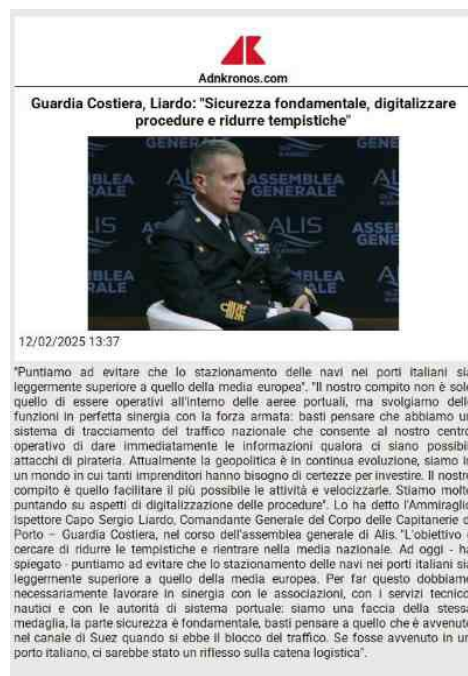 Adnkronos.com
Guardia Costiera, Liardo: "Sicurezza fondamentale, digitalizzare
procedure e ridurre tempistiche"
ASSEMBLEA
GENERALE
ALIS
12/02/2025 13:37
"Puntiamo ad evitare che lo stazionamento delle navi nei porti italiani sia
leggermente superiore a quello della media europea". "Il nostro compito non è solo
quello di essere operativi all'interno delle aeree portuali, ma svolgiamo delle
funzioni in perfetta sinergia con la forza armata: basti pensare che abbiamo un
sistema di tracciamento del traffico nazionale che consente al nostro centro
operativo di dare immediatamente le informazioni qualora ci siano possibil
attacchi di pirateria. Attualmente la geopolitica è in continua evoluzione, siamo in
un mondo in cui tanti imprenditori hanno bisogno di certezze per investire. Il nostro
compito è quello facilitare il più possibile le attività e velocizzarle. Stiamo molto
puntando su aspetti di digitalizzazione delle procedure". Lo ha detto l'Ammiraglio
Ispettore Capo Sergio Liardo, Comandante Generale del Corpo delle Capitanerie d
Porto – Guardia Costiera, nel corso dell'assemblea generale di Alis. "L'obiettivo è
cercare di ridurre le tempistiche e rientrare nella media nazionale. Ad oggi - ha
spiegato - puntiamo ad evitare che lo stazionamento delle navi nei porti italiani sia
leggermente superiore a quello della media europea. Per far questo dobbiamo
necessariamente lavorare in sinergia con le associazioni, con i servizi tecnico
nautici e con le autorità di sistema portuale: siamo una faccia della stessa
medaglia, la parte sicurezza è fondamentale, basti pensare a quello che è avvenuto
nel canale di Suez quando si ebbe il blocco del traffico. Se fosse avvenuto in un
porto italiano, ci sarebbe stato un riflesso sulla catena logistica".